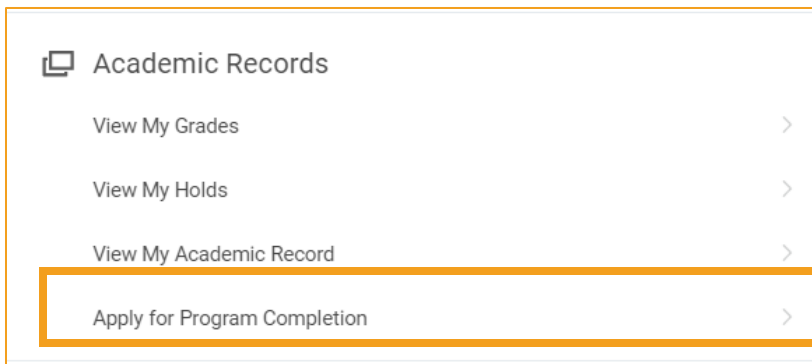 Academic Records
View My Grades
View My Holds
View My Academic Record
Apply for Program Completion